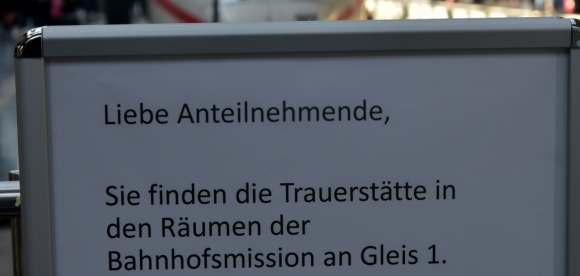 Liebe Anteilnehmende,
Sie finden die Trauerstätte in
den Räumen der
Bahnhofsmission an Gleis 1.